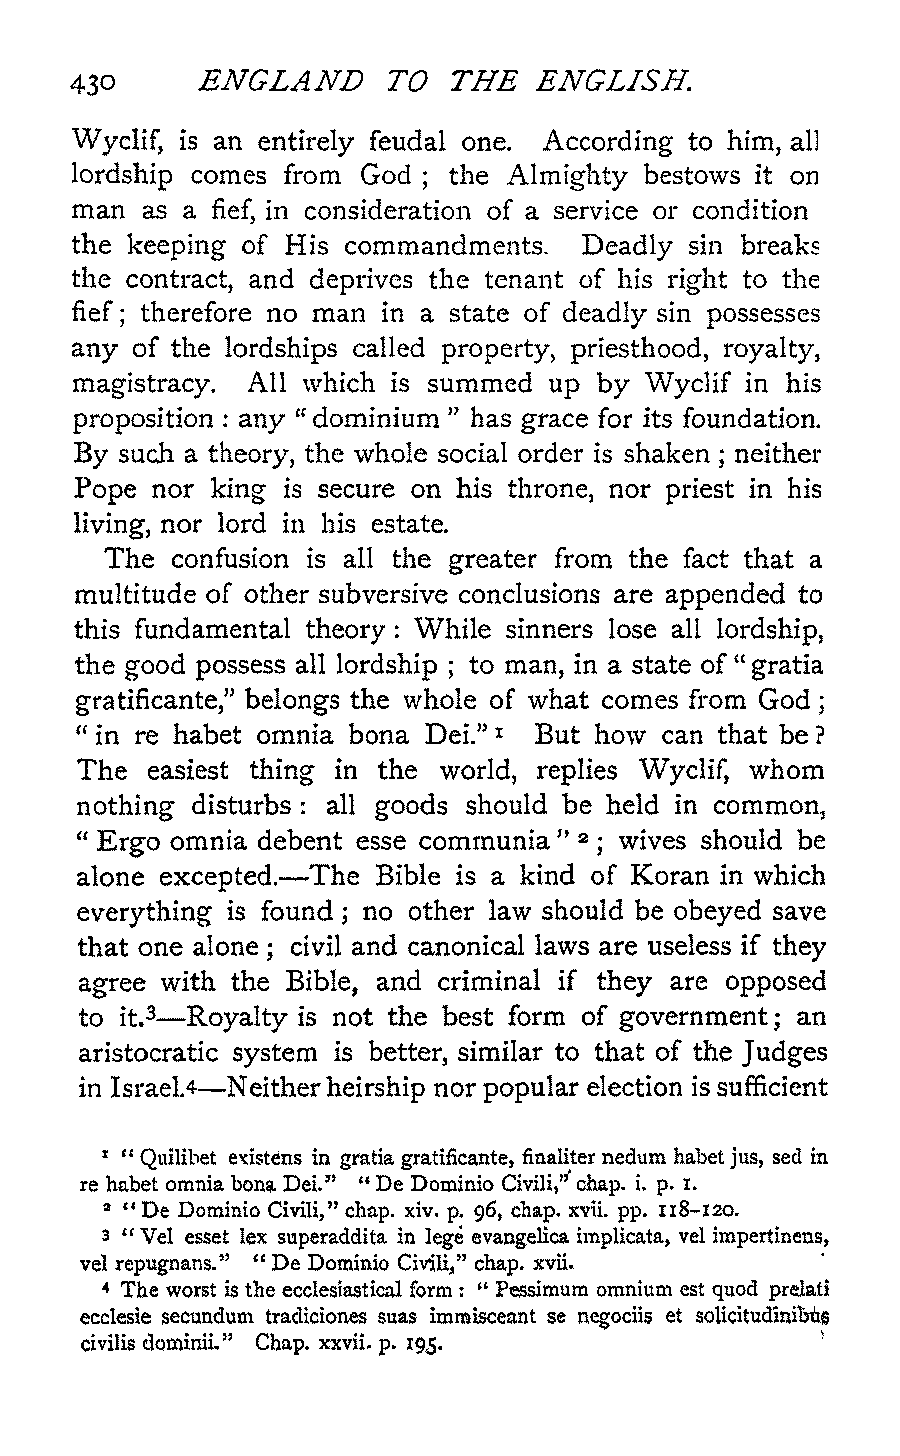 430 ENGLAND TO THE ENGLISH.
Wyclif, is an entirely feudal one. According to him, all
lordship comes from God ; the Almighty bestows it on
man as a fief, in consideration of a service or condition
the keeping of His commandments. Deadly sin breaks
the contract, and deprives the tenant of his right to the
fief ; therefore no man in a state of deadly sin possesses
any of the lordships called property, priesthood, royalty,
magistracy. All which is summed up by Wyclif in his
proposition : any “ dominium ” has grace for its foundation.
By such a theory, the whole social order is shaken ; neither
Pope nor king is secure on his throne, nor priest in his
living, nor lord in his estate.
The confusion is all the greater from the fact that a
multitude of other subversive conclusions are appended to
this fundamental theory : While sinners lose all lordship,
the good possess all lordship ; to man, in a state of “ gratia
gratificante,” belongs the whole of what comes from God ;
“ in re habet omnia bona Dei.” ¹ But how can that be ?
The easiest thing in the world, replies Wyclif, whom
nothing disturbs : all goods should be held in common,
“ Ergo omnia debent esse communia ” ² ; wives should be
alone excepted.—The Bible is a kind of Koran in which
everything is found ; no other law should be obeyed save
that one alone ; civil and canonical laws are useless if they
agree with the Bible, and criminal if they are opposed
to it.³—Royalty is not the best form of government ; an
aristocratic system is better, similar to that of the Judges
in Israel.⁴—Neither heirship nor popular election is sufficient
¹ “ Quilibet existens in gratia gratificante, finaliter nedum habet jus, sed in
re habet omnia bona Dei.” “ De Dominio Civili,” chap. i. p. 1.
² “ De Dominio Civili,” chap. xiv. p. 96, chap. xvii. pp. 118–120.
³ “ Vel esset lex superaddita in lege evangelica implicata, vel impertinens,
vel repugnans.” “ De Dominio Civili,” chap. xvii.
⁴ The worst is the ecclesiastical form : “ Pessimum omnium est quod prelati
ecclesie secundum tradiciones suas immisceant se negociis et solicitudinibus
civilis dominii.” Chap. xxvii. p. 195.